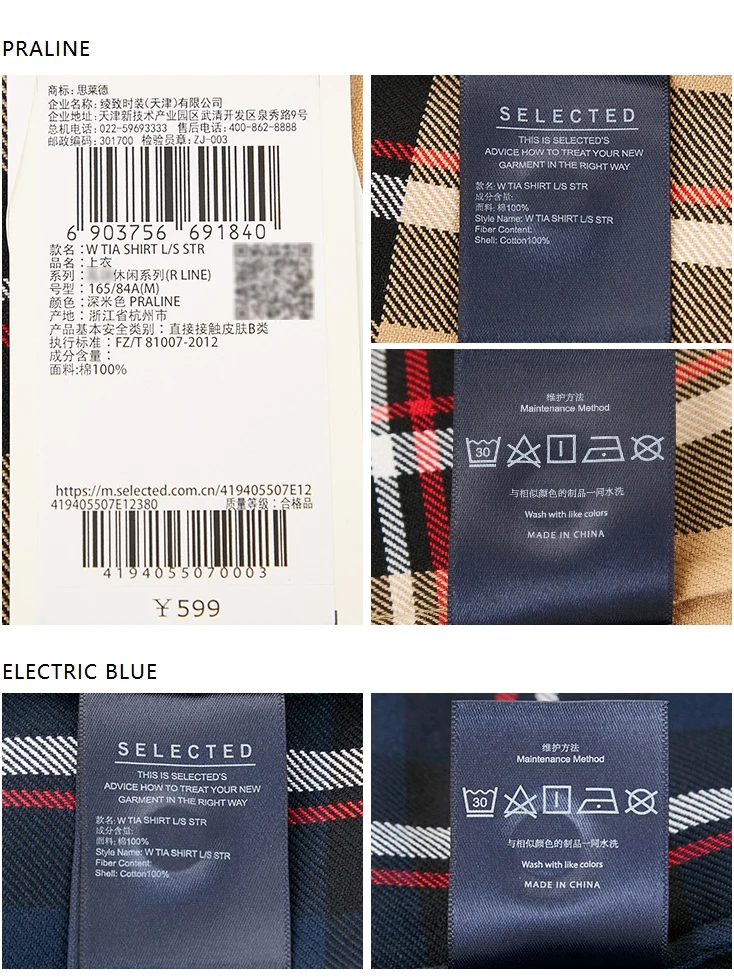 PRALINE
商标：思莱德
企业名称：绫致时装(天津)有限公司
企业地址：天津新技术产业园区武清开发区泉秀路9号
总机电话：022-59693333 售后电话：400-862-8888
邮政编码：301700 检验员章：ZJ-003
6 903756 691840
款名：W TIA SHIRT L/S STR
品名：上衣
系列：休闲系列(R LINE)
号型：165/84A(M)
颜色：深米色 PRALINE
产地：浙江省杭州市
产品基本安全类别：直接接触皮肤B类
执行标准：FZ/T 81007-2012
成分含量：
面料:棉100%
https://m.selected.com.cn/419405507E12
419405507E12380 质量等级：合格品
4194055070003
￥599
SELECTED
THIS IS SELECTED'S
ADVICE HOW TO TREAT YOUR NEW
GARMENT IN THE RIGHT WAY
款名: W TIA SHIRT L/S STR
成分含量:
面料: 棉100%
Style Name: W TIA SHIRT L/S STR
Fiber Content:
Shell: Cotton100%
维护方法
Maintenance Method
30
与相似颜色的制品一同水洗
Wash with like colors
MADE IN CHINA
ELECTRIC BLUE
SELECTED
THIS IS SELECTED'S
ADVICE HOW TO TREAT YOUR NEW
GARMENT IN THE RIGHT WAY
款名: W TIA SHIRT L/S STR
成分含量:
面料: 棉100%
Style Name: W TIA SHIRT L/S STR
Fiber Content:
Shell: Cotton100%
维护方法
Maintenance Method
30
与相似颜色的制品一同水洗
Wash with like colors
MADE IN CHINA